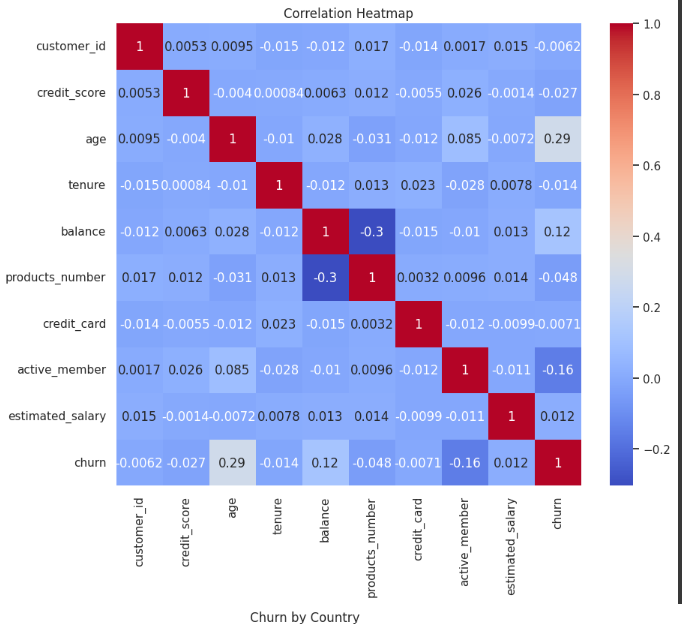 Correlation Heatmap
customer_id 1 0.0053 0.0095 -0.015 -0.012 0.017 -0.014 0.0017 0.015 -0.0062
credit_score 0.0053 1 -0.004 0.00084 0.0063 0.012 -0.0055 0.026 -0.0014 -0.027
age 0.0095 -0.004 1 -0.01 0.028 -0.031 -0.012 0.085 -0.0072 0.29
tenure -0.015 0.00084 -0.01 1 -0.012 0.013 0.023 -0.028 0.0078 -0.014
balance -0.012 0.0063 0.028 -0.012 1 -0.3 -0.015 -0.01 0.013 0.12
products_number 0.017 0.012 -0.031 0.013 -0.3 1 0.0032 0.0096 0.014 -0.048
credit_card -0.014 -0.0055 -0.012 0.023 -0.015 0.0032 1 -0.012 -0.0099 -0.0071
active_member 0.0017 0.026 0.085 -0.028 -0.01 0.0096 -0.012 1 -0.011 -0.16
estimated_salary 0.015 -0.0014 -0.0072 0.0078 0.013 0.014 -0.0099 -0.011 1 0.012
churn -0.0062 -0.027 0.29 -0.014 0.12 -0.048 -0.0071 -0.16 0.012 1
customer_id
credit_score
age
tenure
balance
products_number
credit_card
active_member
estimated_salary
churn
1.0
0.8
0.6
0.4
0.2
0.0
−0.2
Churn by Country